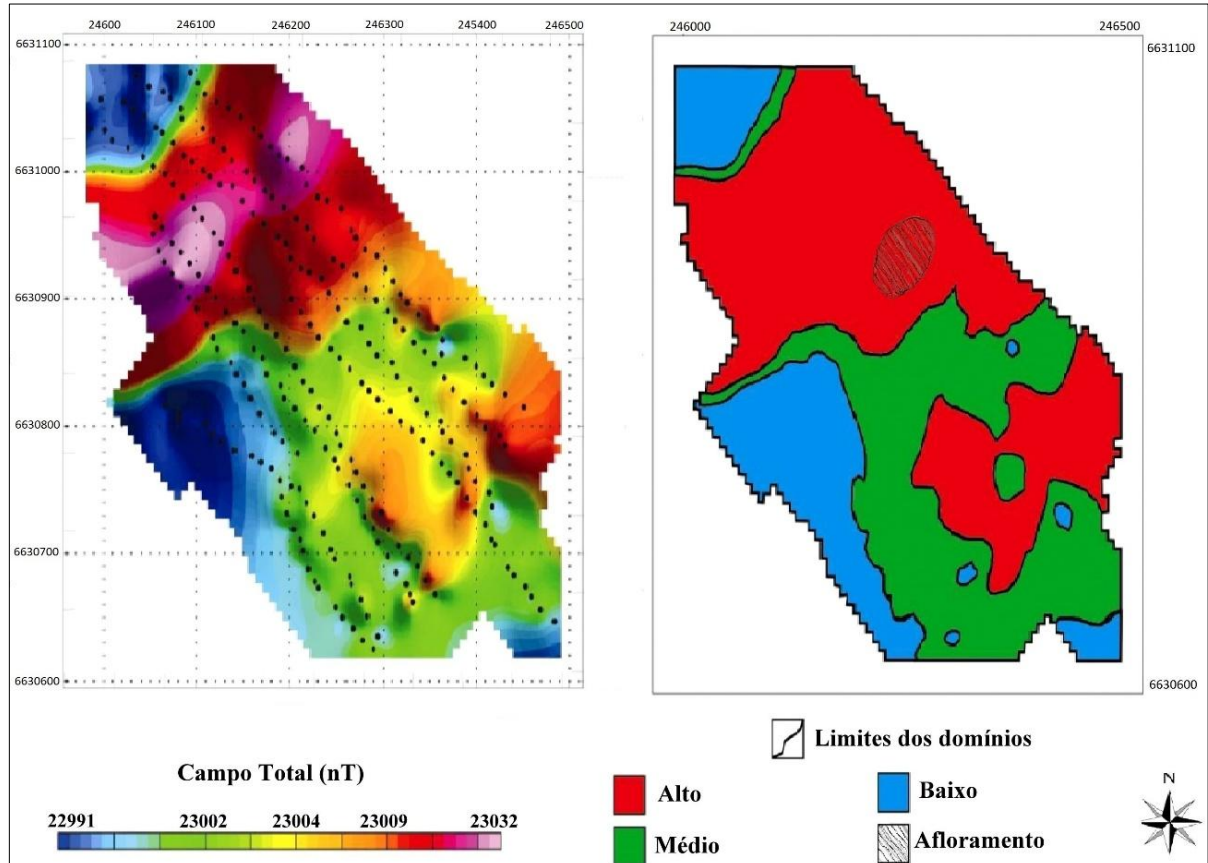 24600 246100 246200 246300 245400 246500
246000 246500
6631100
6631100
6631000
6630900
6630800
6630700
6630600
6630600
Limites dos domínios
Campo Total (nT)
22991 23002 23004 23009 23032
Alto Baixo
Médio Afloramento
N